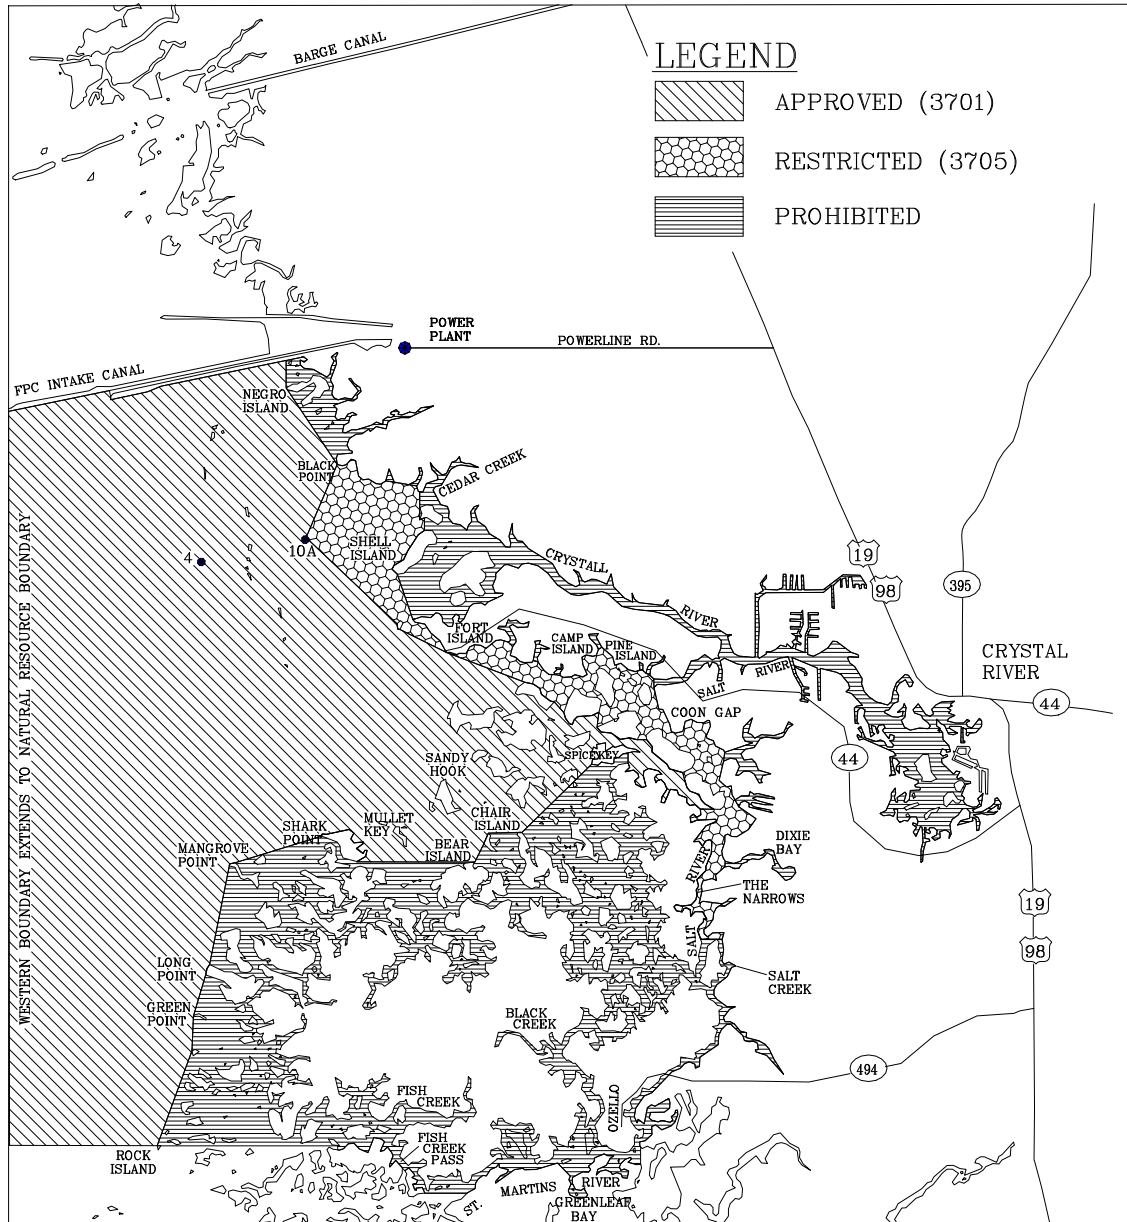 BARGE CANAL
LEGEND
APPROVED (3701)
RESTRICTED (3705)
PROHIBITED
POWER
PLANT
POWERLINE RD.
FPC INTAKE CANAL
NEGRO
ISLAND
BLACK
POINT
CEDAR CREEK
WESTERN BOUNDARY EXTENDS TO NATURAL RESOURCE BOUNDARY
4
10A
SHELL
ISLAND
CRYSTALL
RIVER
19
98
395
FORT
ISLAND
CAMP
ISLAND
PINE
ISLAND
SALT
RIVER
CRYSTAL
RIVER
44
COON GAP
44
SPICEKEY
SANDY
HOOK
CHAIR
ISLAND
MULLET
KEY
SHARK
POINT
BEAR
ISLAND
MANGROVE
POINT
DIXIE
BAY
RIVER
THE
NARROWS
19
98
SALT
LONG
POINT
SALT
CREEK
GREEN
POINT
BLACK
CREEK
494
FISH
CREEK
OZELLO
FISH
CREEK
PASS
ROCK
ISLAND
ST.
MARTINS
RIVER
GREENLEAF
BAY